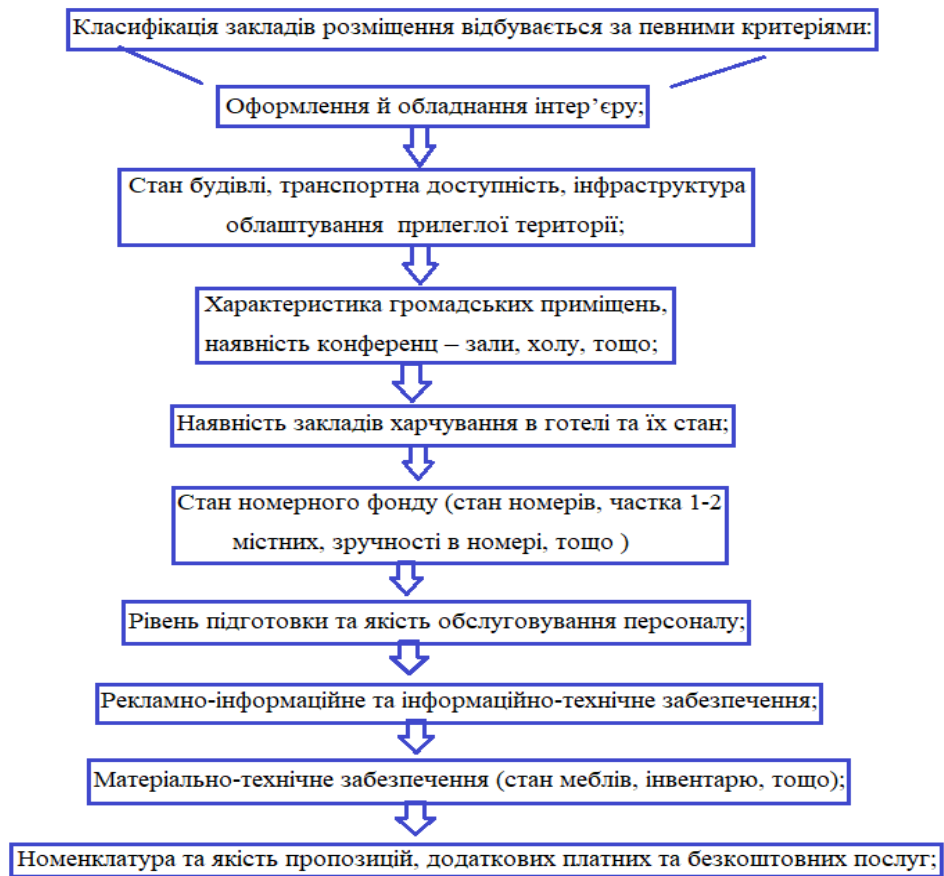 Класифікація закладів розміщення відбувається за певними критеріями:
Оформлення й обладнання інтер’єру;
Стан будівлі, транспортна доступність, інфраструктура
облаштування прилеглої території;
Характеристика громадських приміщень,
наявність конференц – зали, холу, тощо;
Наявність закладів харчування в готелі та їх стан;
Стан номерного фонду (стан номерів, частка 1-2
містних, зручності в номері, тощо )
Рівень підготовки та якість обслуговування персоналу;
Рекламно-інформаційне та інформаційно-технічне забезпечення;
Матеріально-технічне забезпечення (стан меблів, інвентарю, тощо);
Номенклатура та якість пропозицій, додаткових платних та безкоштовних послуг;